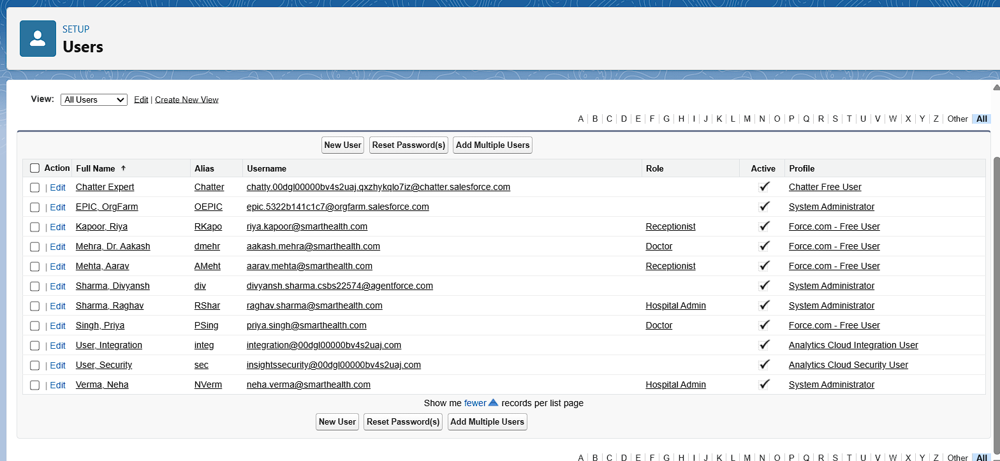 SETUP
Users
View: All Users Edit | Create New View
A B C D E F G H I J K L M N O P Q R S T U V W X Y Z Other All
New User Reset Password(s) Add Multiple Users
Action Full Name ↑ Alias Username Role Active Profile
| Edit Chatter Expert Chatter chatty.00dgl00000bv4s2uaj.qxzhykqlo7iz@chatter.salesforce.com Chatter Free User
| Edit EPIC, OrgFarm OEPIC epic.5322b141c1c7@orgfarm.salesforce.com System Administrator
| Edit Kapoor, Riya RKapo riya.kapoor@smarthealth.com Receptionist Force.com - Free User
| Edit Mehra, Dr. Aakash dmehr aakash.mehra@smarthealth.com Doctor Force.com - Free User
| Edit Mehta, Aarav AMeht aarav.mehta@smarthealth.com Receptionist Force.com - Free User
| Edit Sharma, Divyansh div divyansh.sharma.csbs22574@agentforce.com System Administrator
| Edit Sharma, Raghav RShar raghav.sharma@smarthealth.com Hospital Admin System Administrator
| Edit Singh, Priya PSing priya.singh@smarthealth.com Doctor Force.com - Free User
| Edit User, Integration integ integration@00dgl00000bv4s2uaj.com Analytics Cloud Integration User
| Edit User, Security sec insightssecurity@00dgl00000bv4s2uaj.com Analytics Cloud Security User
| Edit Verma, Neha NVerm neha.verma@smarthealth.com Hospital Admin System Administrator
Show me fewer records per list page
New User Reset Password(s) Add Multiple Users
A B C D E F G H I J K L M N O P Q R S T U V W X Y Z Other All